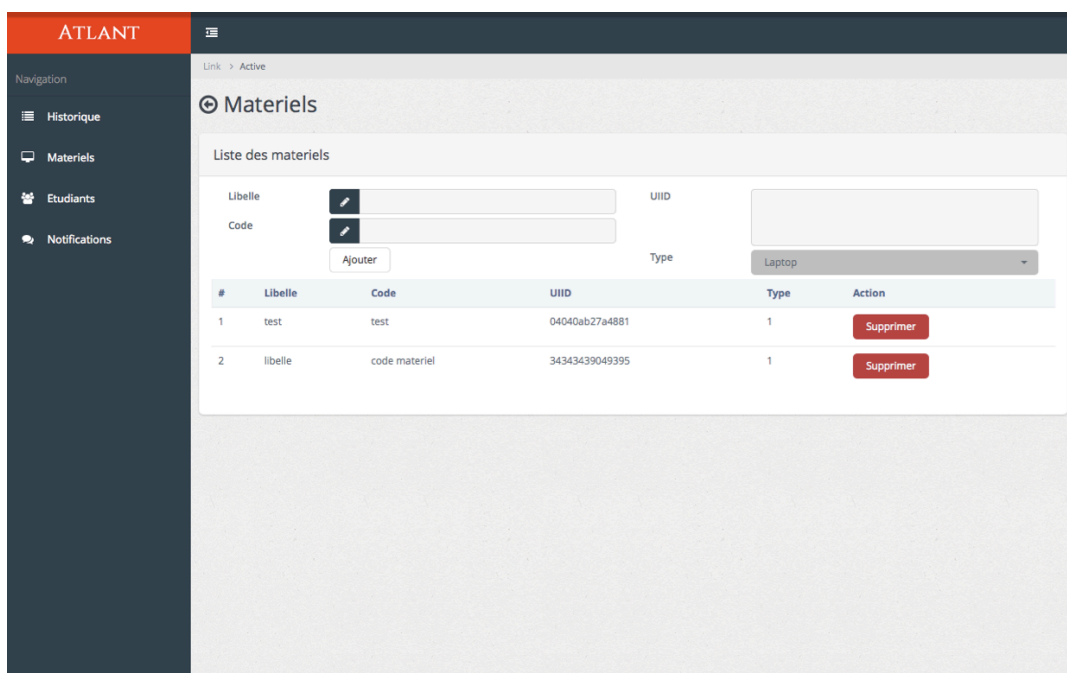 ATLANT
Navigation
Historique
Materiels
Etudiants
Notifications
Link > Active
Materiels
Liste des materiels
Libelle
UIID
Code
Ajouter
Type
Laptop
# Libelle Code UIID Type Action
1 test test 04040ab27a4881 1 Supprimer
2 libelle code materiel 34343439049395 1 Supprimer